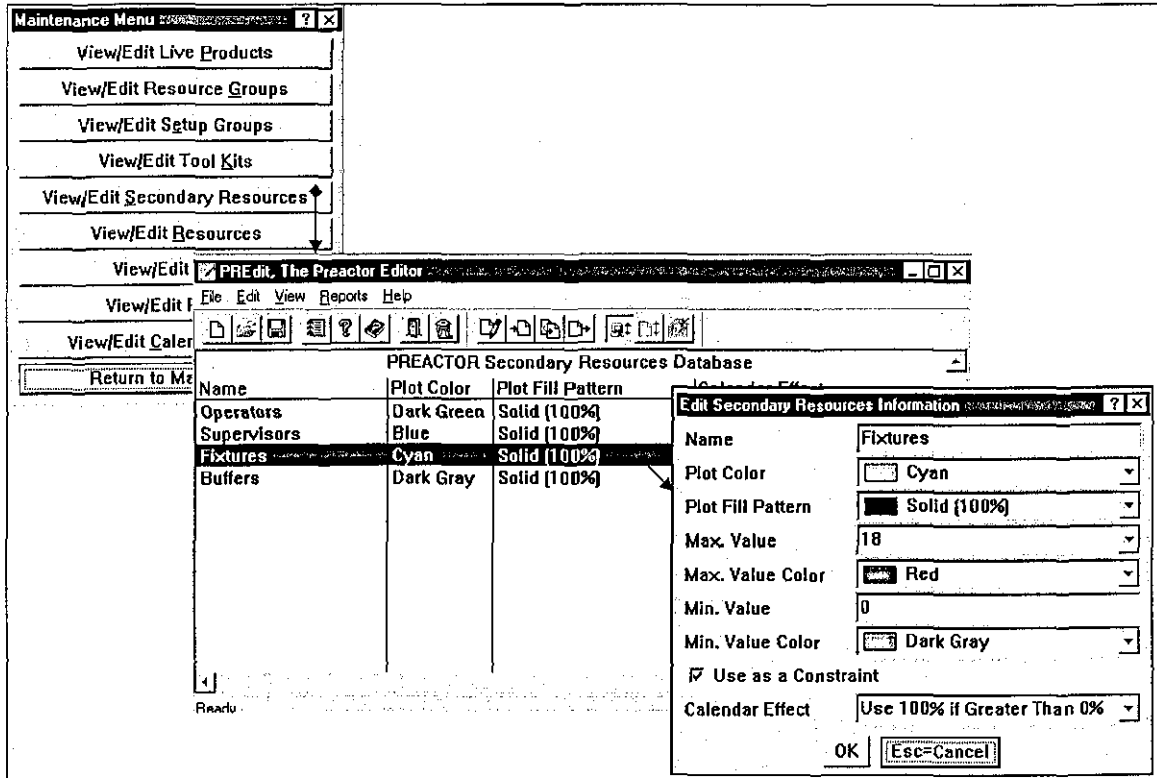 Maintenance Menu
View/Edit Live Products
View/Edit Resource Groups
View/Edit Setup Groups
View/Edit Tool Kits
View/Edit Secondary Resources
View/Edit Resources
View/Edit
View/Edit
View/Edit Caler
Return to Ma
PREdit, The Preactor Editor
File Edit View Reports Help
PREACTOR Secondary Resources Database
Name Plot Color Plot Fill Pattern Calendar Effect
Operators Dark Green Solid (100%)
Supervisors Blue Solid (100%)
Fixtures Cyan Solid (100%)
Buffers Dark Gray Solid (100%)
Ready
Edit Secondary Resources Information
Name Fixtures
Plot Color Cyan
Plot Fill Pattern Solid (100%)
Max. Value 18
Max. Value Color Red
Min. Value 0
Min. Value Color Dark Gray
Use as a Constraint
Calendar Effect Use 100% if Greater Than 0%
OK Esc=Cancel